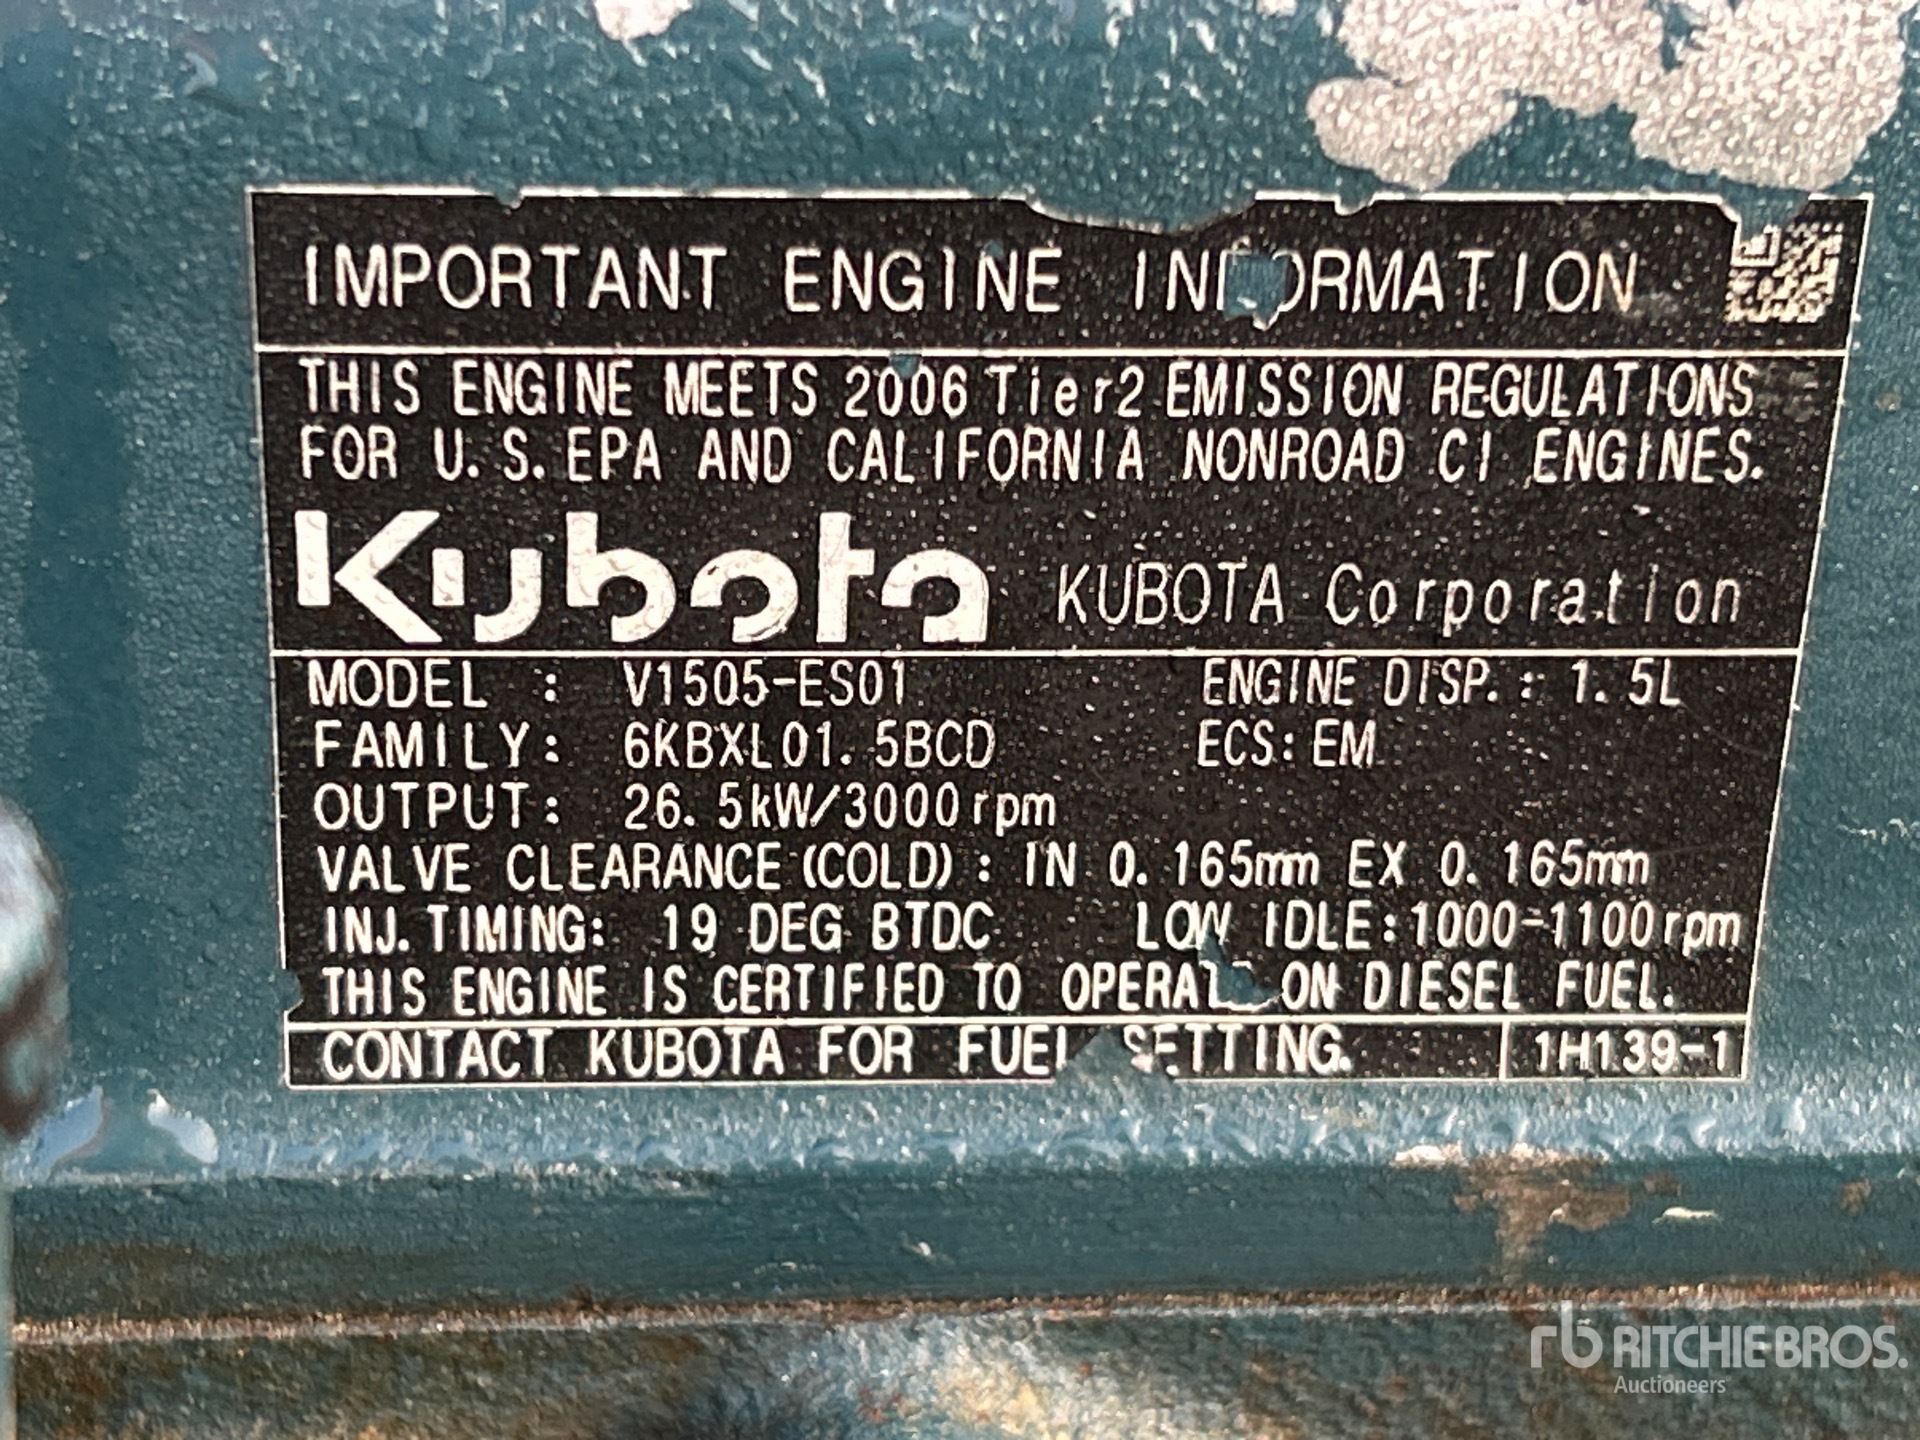 IMPORTANT ENGINE INFORMATION
THIS ENGINE MEETS 2006 Tier2 EMISSION REGULATIONS
FOR U.S. EPA AND CALIFORNIA NONROAD CI ENGINES.
Kubota KUBOTA Corporation
MODEL : V1505-ES01 ENGINE DISP. : 1.5L
FAMILY: 6KBXL01.5BCD ECS: EM
OUTPUT: 26.5kW/3000rpm
VALVE CLEARANCE (COLD) : IN 0.165mm EX 0.165mm
INJ. TIMING: 19 DEG BTDC LOW IDLE: 1000-1100rpm
THIS ENGINE IS CERTIFIED TO OPERATE ON DIESEL FUEL.
CONTACT KUBOTA FOR FUEL SETTING. 1H139-1
rb RITCHIE BROS.
Auctioneers